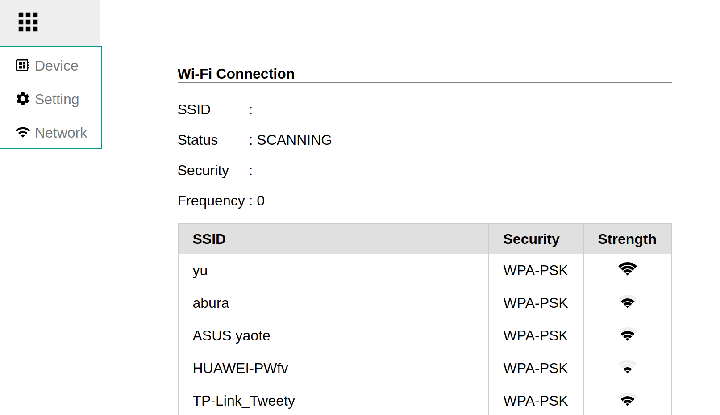 Device
Setting
Network
Wi-Fi Connection
SSID :
Status : SCANNING
Security :
Frequency : 0
SSID Security Strength
yu WPA-PSK
abura WPA-PSK
ASUS yaote WPA-PSK
HUAWEI-PWfv WPA-PSK
TP-Link_Tweety WPA-PSK